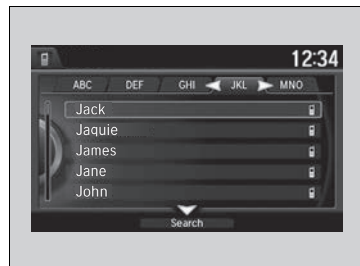 12:34
ABC DEF GHI JKL MNO
Jack
Jaquie
James
Jane
John
Search